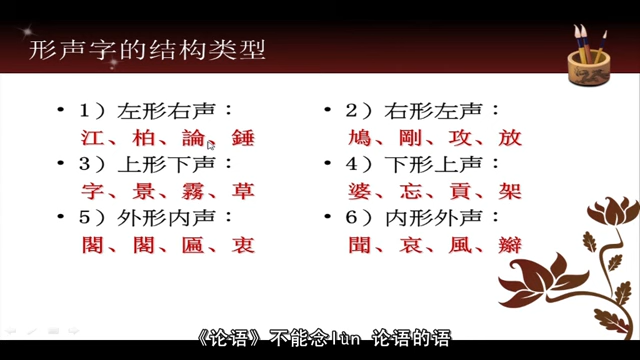 形声字的结构类型
• 1）左形右声：
江、柏、論、錘
• 2）右形左声：
鳩、剛、攻、放
• 3）上形下声：
字、景、霧、草
• 4）下形上声：
婆、忘、貢、架
• 5）外形内声：
閣、閤、匾、衷
• 6）内形外声：
聞、哀、風、辮
《论语》不能念lùn 论语的语